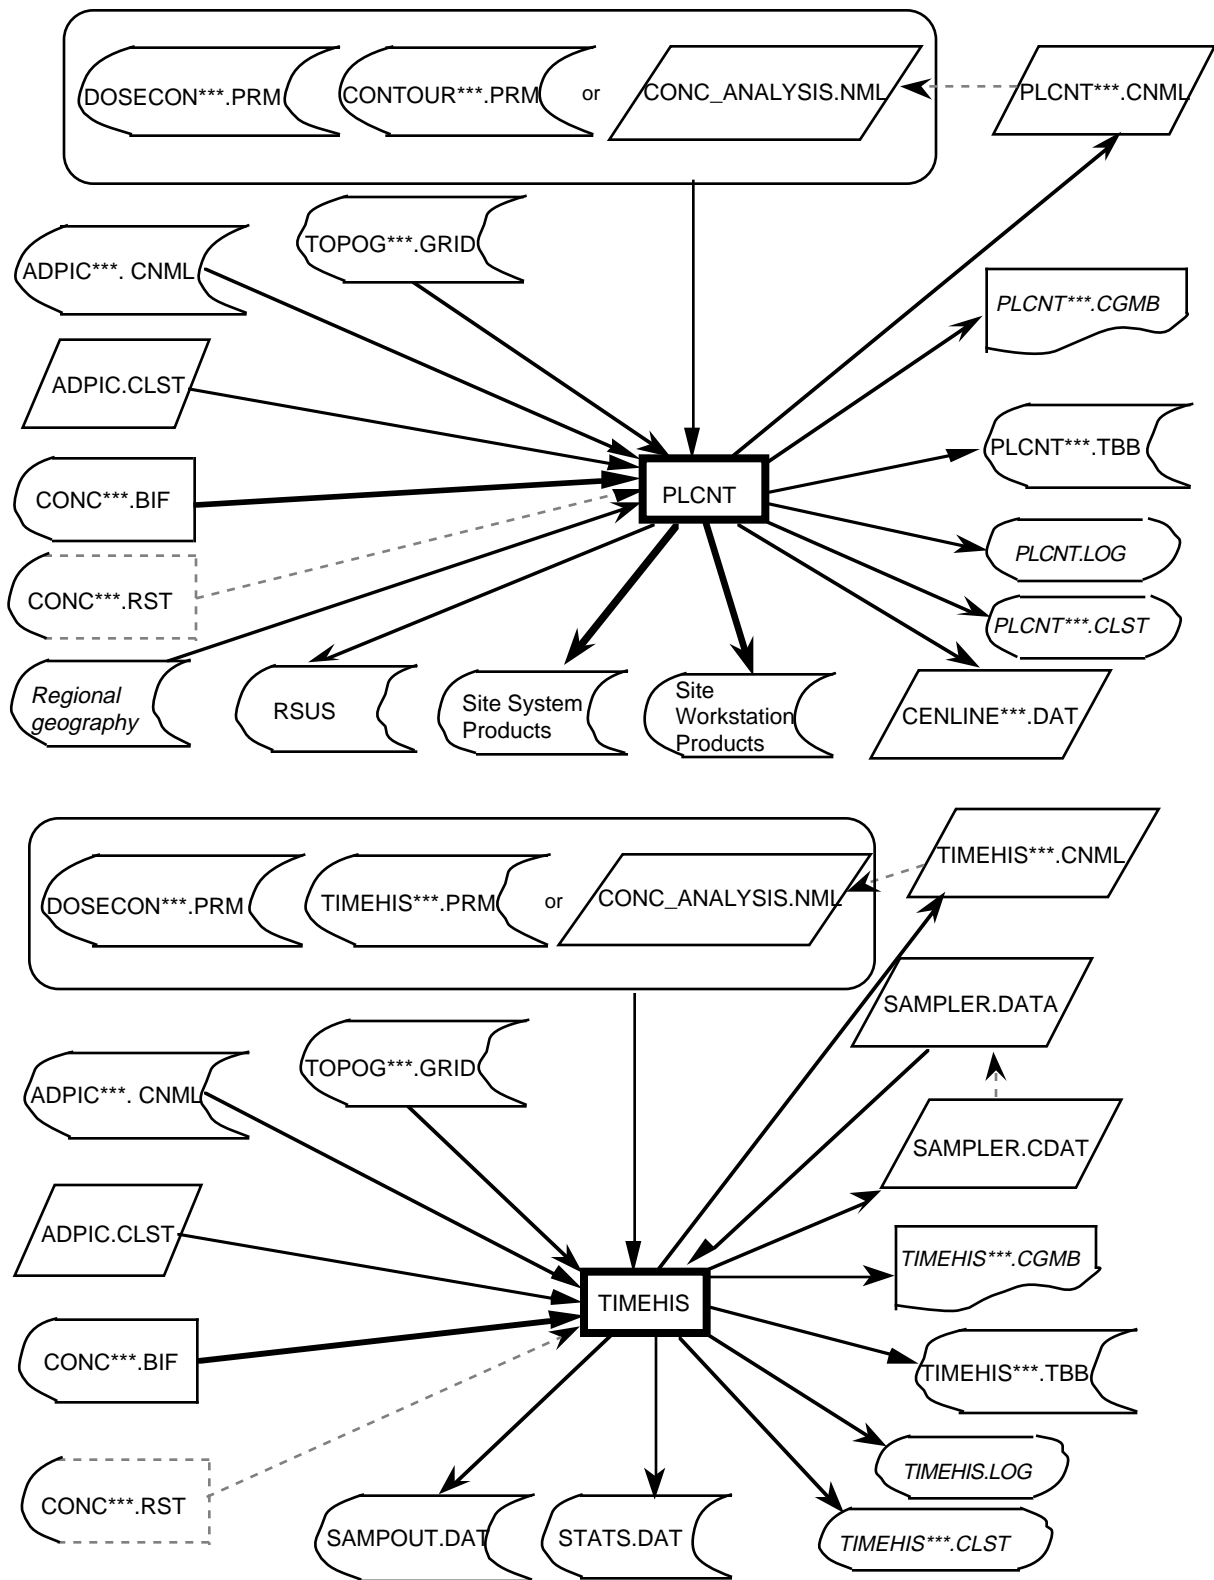 DOSECON***.PRM
CONTOUR***.PRM
or
CONC_ANALYSIS.NML
PLCNT***.CNML
TOPOG***.GRID
ADPIC***. CNML
PLCNT***.CGMB
ADPIC.CLST
PLCNT***.TBB
CONC***.BIF
PLCNT
PLCNT.LOG
CONC***.RST
PLCNT***.CLST
Regional
geography
RSUS
Site System
Products
Site
Workstation
Products
CENLINE***.DAT
TIMEHIS***.CNML
DOSECON***.PRM
TIMEHIS***.PRM
or
CONC_ANALYSIS.NML
SAMPLER.DATA
TOPOG***.GRID
ADPIC***. CNML
SAMPLER.CDAT
ADPIC.CLST
TIMEHIS***.CGMB
TIMEHIS
CONC***.BIF
TIMEHIS***.TBB
TIMEHIS.LOG
CONC***.RST
SAMPOUT.DAT
STATS.DAT
TIMEHIS***.CLST